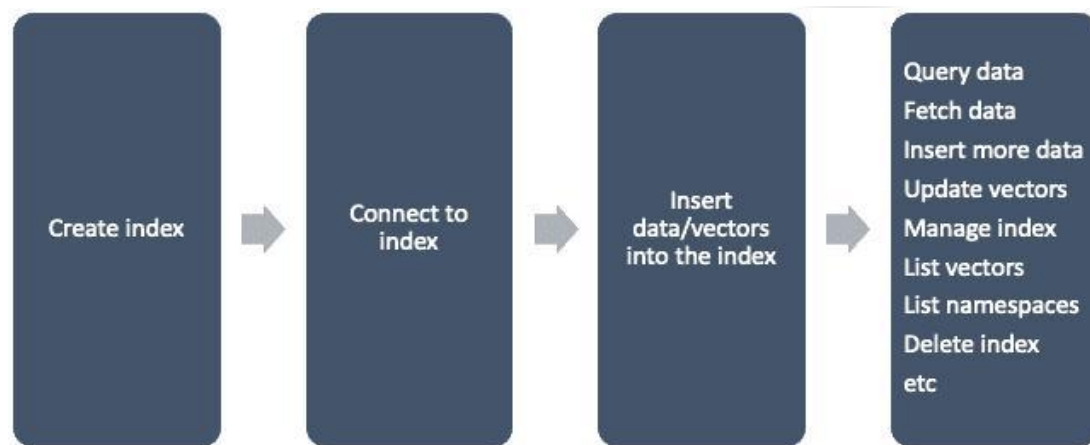 Create index
Connect to
index
Insert
data/vectors
into the index
Query data
Fetch data
Insert more data
Update vectors
Manage index
List vectors
List namespaces
Delete index
etc